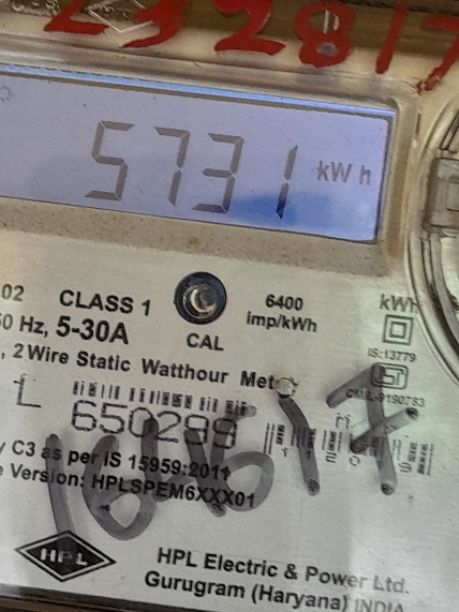 5731 kWh
02 CLASS 1
6400
imp/kWh
kWh
50 Hz, 5-30A
CAL
IS:13779
, 2 Wire Static Watthour Met
L 650299
C3 as per IS 15959:2011
Version: HPLSPEM6XXX01
HPL
HPL Electric & Power Ltd.
Gurugram (Haryana) INDIA